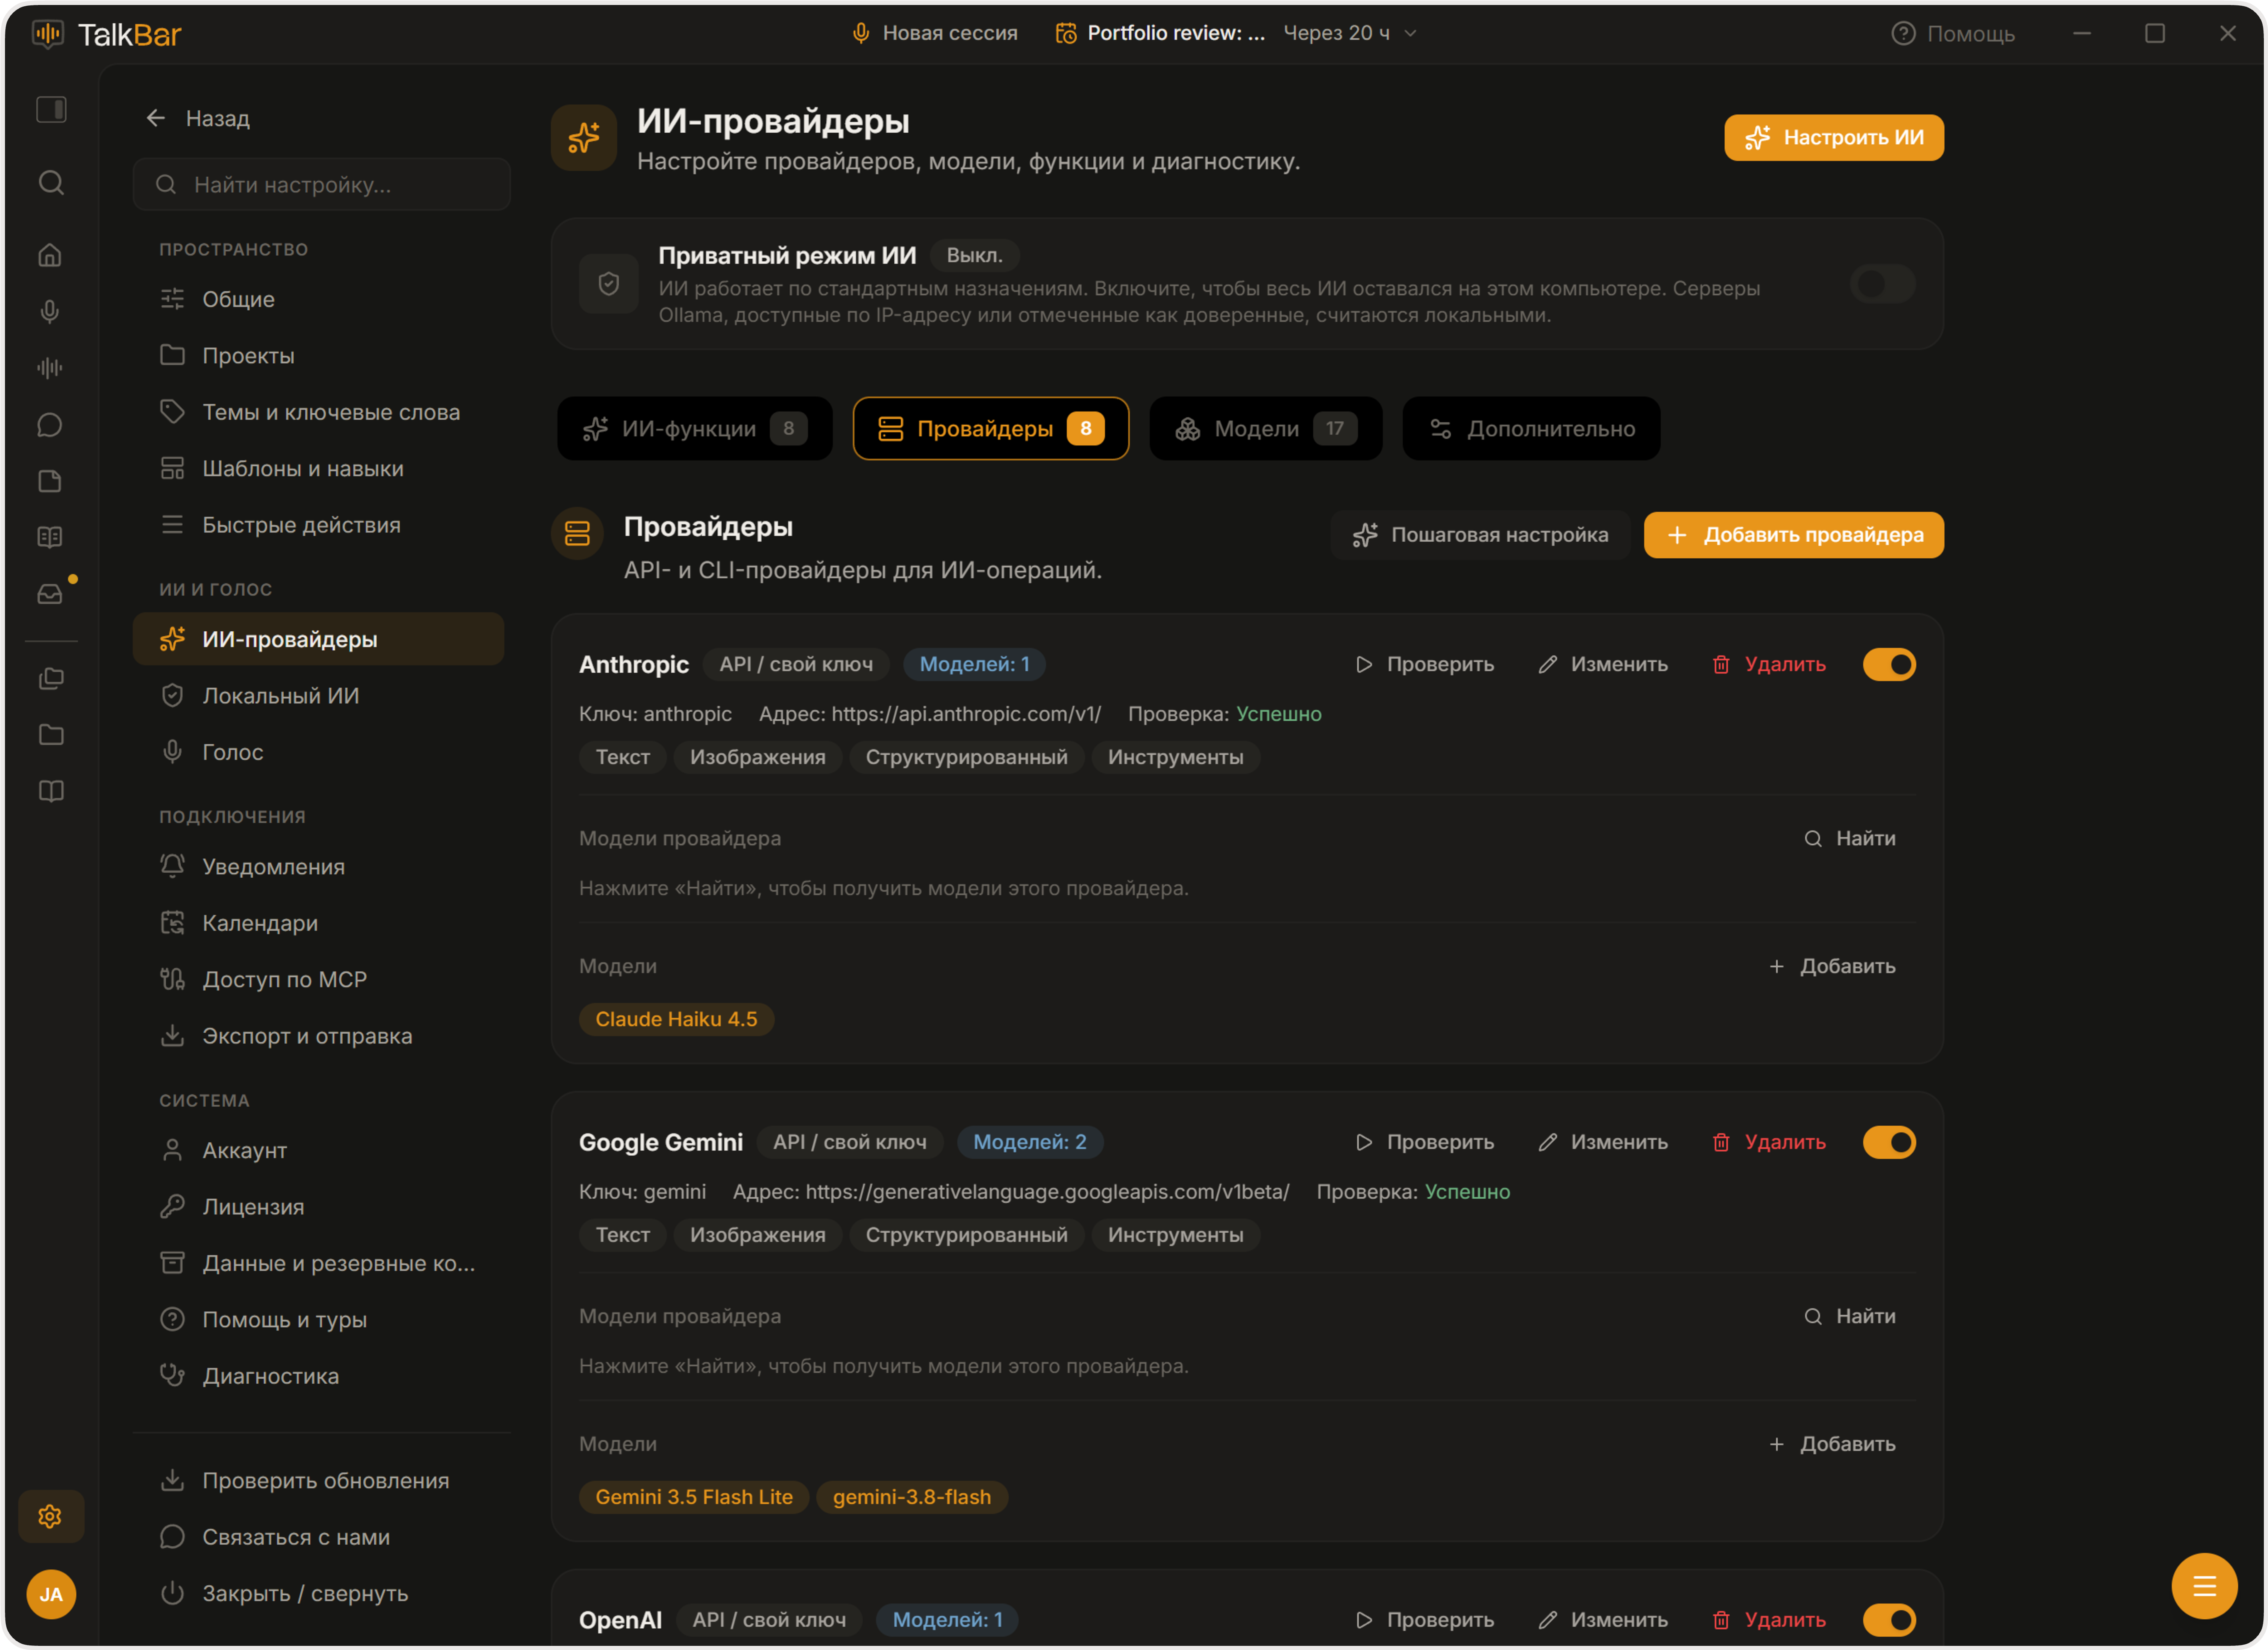 TalkBar
Новая сессия
Portfolio review: ... Через 20 ч
Помощь
Назад
Найти настройку...
ПРОСТРАНСТВО
Общие
Проекты
Темы и ключевые слова
Шаблоны и навыки
Быстрые действия
ИИ И ГОЛОС
ИИ-провайдеры
Локальный ИИ
Голос
ПОДКЛЮЧЕНИЯ
Уведомления
Календари
Доступ по MCP
Экспорт и отправка
СИСТЕМА
Аккаунт
Лицензия
Данные и резервные ко...
Помощь и туры
Диагностика
Проверить обновления
Связаться с нами
Закрыть / свернуть
JA
ИИ-провайдеры
Настройте провайдеров, модели, функции и диагностику.
Настроить ИИ
Приватный режим ИИ Выкл.
ИИ работает по стандартным назначениям. Включите, чтобы весь ИИ оставался на этом компьютере. Серверы
Ollama, доступные по IP-адресу или отмеченные как доверенные, считаются локальными.
ИИ-функции 8
Провайдеры 8
Модели 17
Дополнительно
Провайдеры
API- и CLI-провайдеры для ИИ-операций.
Пошаговая настройка
Добавить провайдера
Anthropic API / свой ключ Моделей: 1 Проверить Изменить Удалить
Ключ: anthropic Адрес: https://api.anthropic.com/v1/ Проверка: Успешно
Текст Изображения Структурированный Инструменты
Модели провайдера Найти
Нажмите «Найти», чтобы получить модели этого провайдера.
Модели Добавить
Claude Haiku 4.5
Google Gemini API / свой ключ Моделей: 2 Проверить Изменить Удалить
Ключ: gemini Адрес: https://generativelanguage.googleapis.com/v1beta/ Проверка: Успешно
Текст Изображения Структурированный Инструменты
Модели провайдера Найти
Нажмите «Найти», чтобы получить модели этого провайдера.
Модели Добавить
Gemini 3.5 Flash Lite gemini-3.8-flash
OpenAI API / свой ключ Моделей: 1 Проверить Изменить Удалить